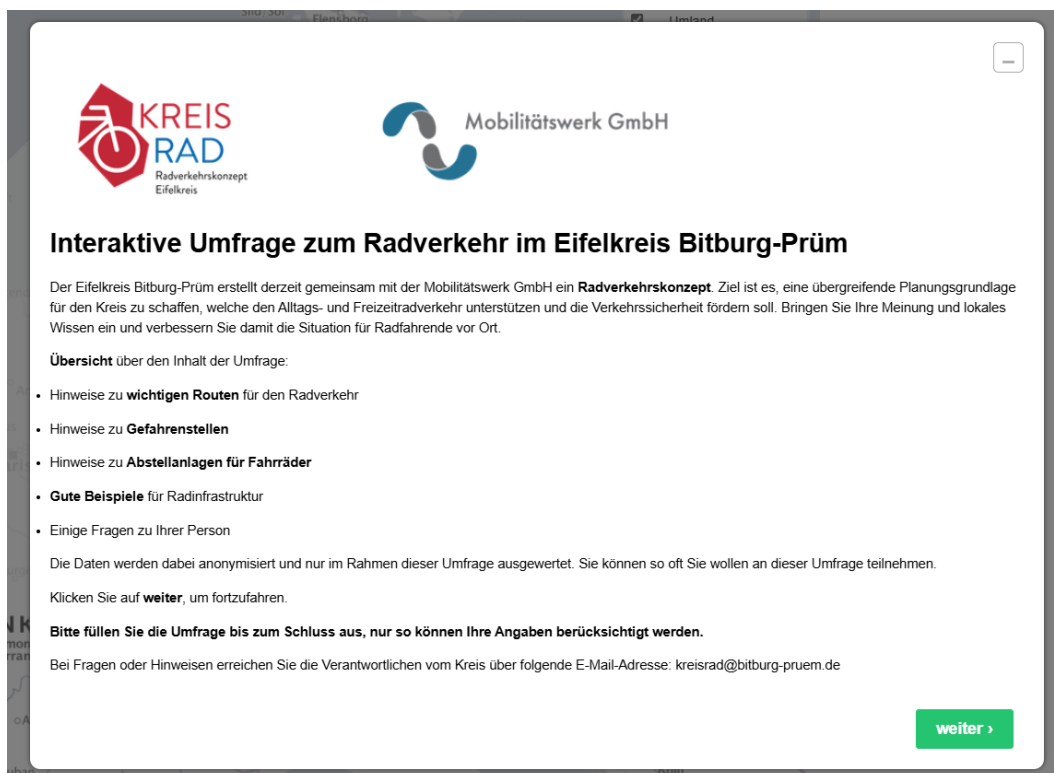 Flensborg
Umland
KREIS
RAD
Radverkehrskonzept
Eifelkreis
Mobilitätswerk GmbH
Interaktive Umfrage zum Radverkehr im Eifelkreis Bitburg-Prüm
Der Eifelkreis Bitburg-Prüm erstellt derzeit gemeinsam mit der Mobilitätswerk GmbH ein Radverkehrskonzept. Ziel ist es, eine übergreifende Planungsgrundlage
für den Kreis zu schaffen, welche den Alltags- und Freizeitradverkehr unterstützen und die Verkehrssicherheit fördern soll. Bringen Sie Ihre Meinung und lokales
Wissen ein und verbessern Sie damit die Situation für Radfahrende vor Ort.
Übersicht über den Inhalt der Umfrage:
• Hinweise zu wichtigen Routen für den Radverkehr
• Hinweise zu Gefahrenstellen
• Hinweise zu Abstellanlagen für Fahrräder
• Gute Beispiele für Radinfrastruktur
• Einige Fragen zu Ihrer Person
Die Daten werden dabei anonymisiert und nur im Rahmen dieser Umfrage ausgewertet. Sie können so oft Sie wollen an dieser Umfrage teilnehmen.
Klicken Sie auf weiter, um fortzufahren.
Bitte füllen Sie die Umfrage bis zum Schluss aus, nur so können Ihre Angaben berücksichtigt werden.
Bei Fragen oder Hinweisen erreichen Sie die Verantwortlichen vom Kreis über folgende E-Mail-Adresse: kreisrad@bitburg-pruem.de
weiter ›